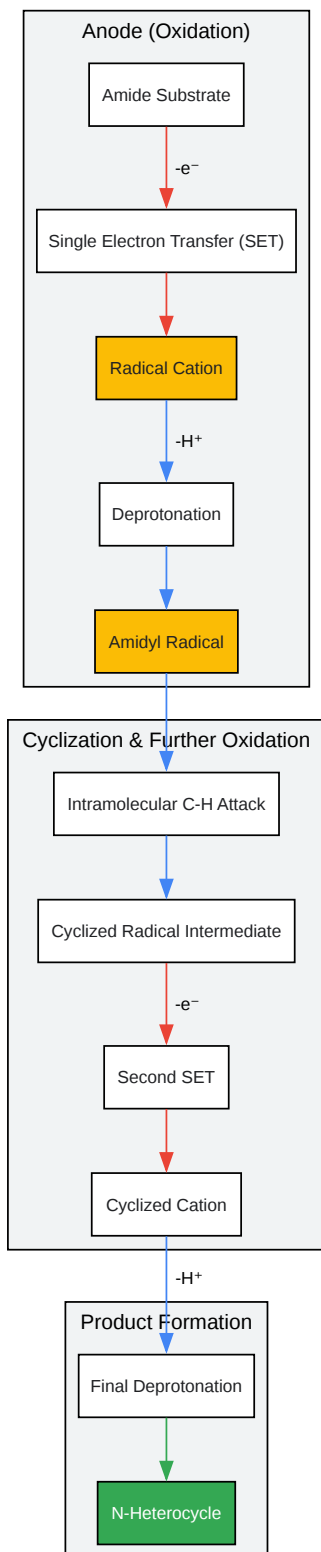 Anode (Oxidation)
Amide Substrate
-e⁻
Single Electron Transfer (SET)
Radical Cation
-H⁺
Deprotonation
Amidyl Radical
Cyclization & Further Oxidation
Intramolecular C-H Attack
Cyclized Radical Intermediate
-e⁻
Second SET
Cyclized Cation
-H⁺
Product Formation
Final Deprotonation
N-Heterocycle